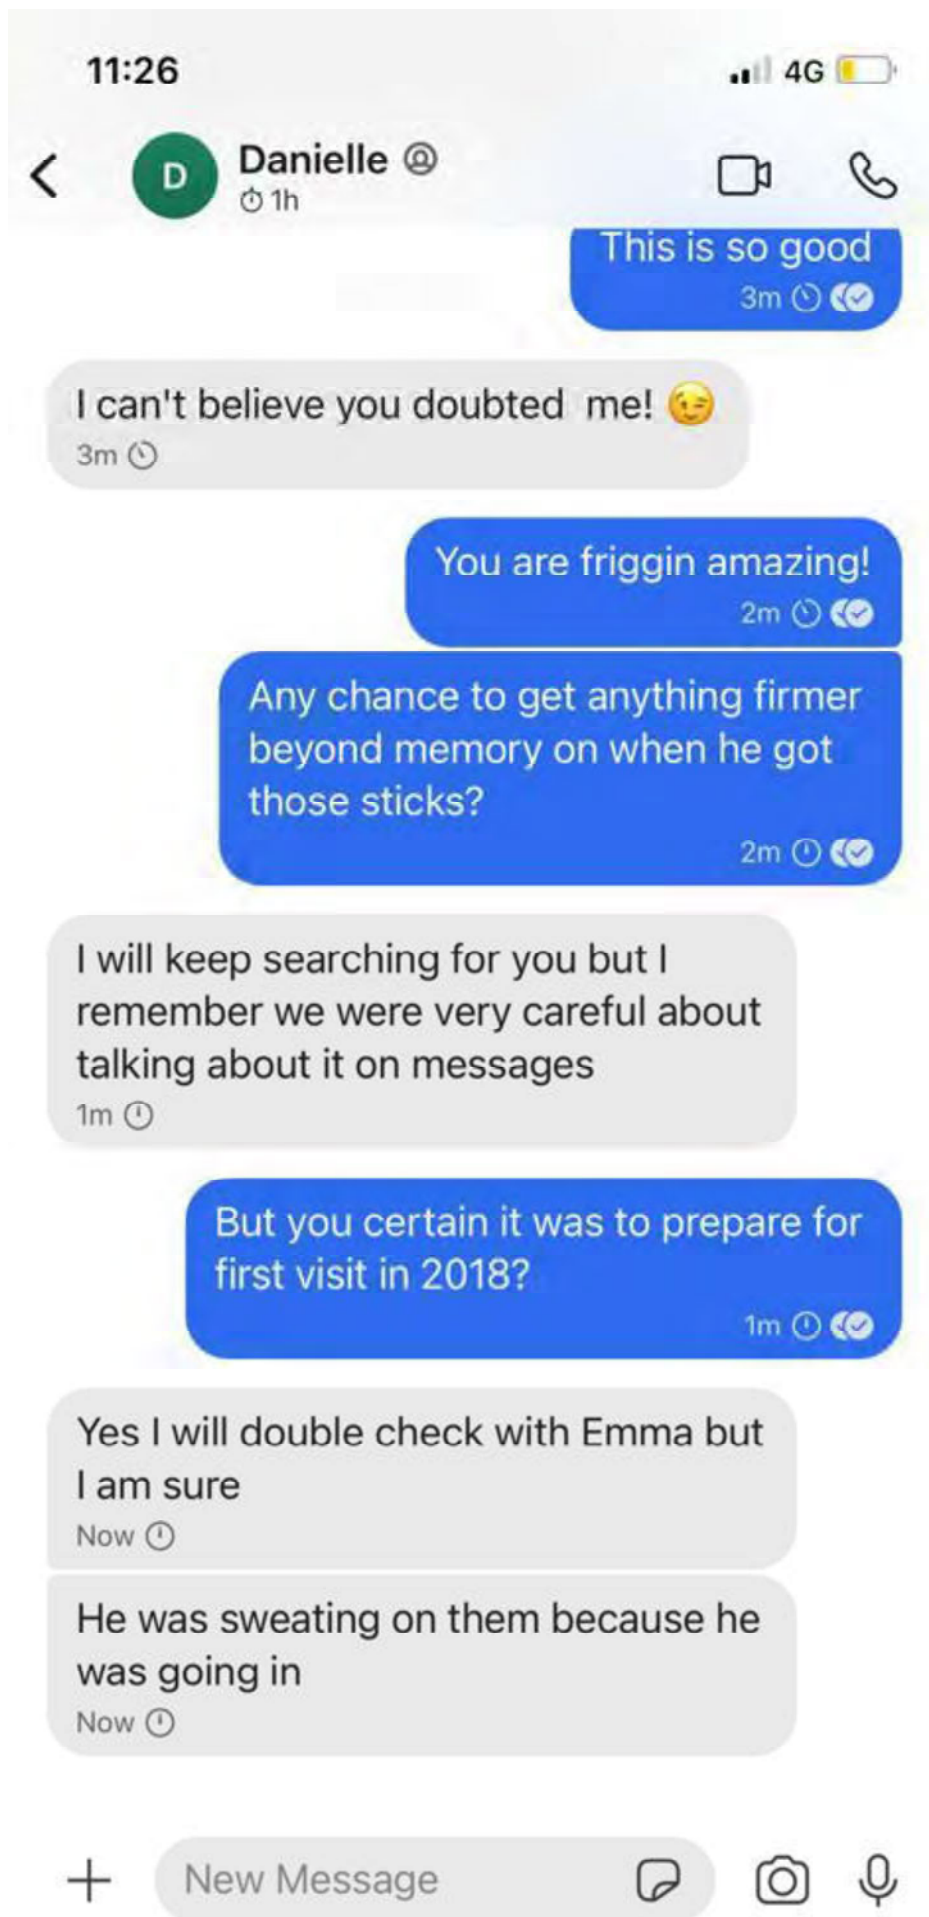 11:26
4G
D
Danielle
1h
This is so good
3m
I can't believe you doubted me! 😉
3m
You are friggin amazing!
2m
Any chance to get anything firmer
beyond memory on when he got
those sticks?
2m
I will keep searching for you but I
remember we were very careful about
talking about it on messages
1m
But you certain it was to prepare for
first visit in 2018?
1m
Yes I will double check with Emma but
I am sure
Now
He was sweating on them because he
was going in
Now
New Message